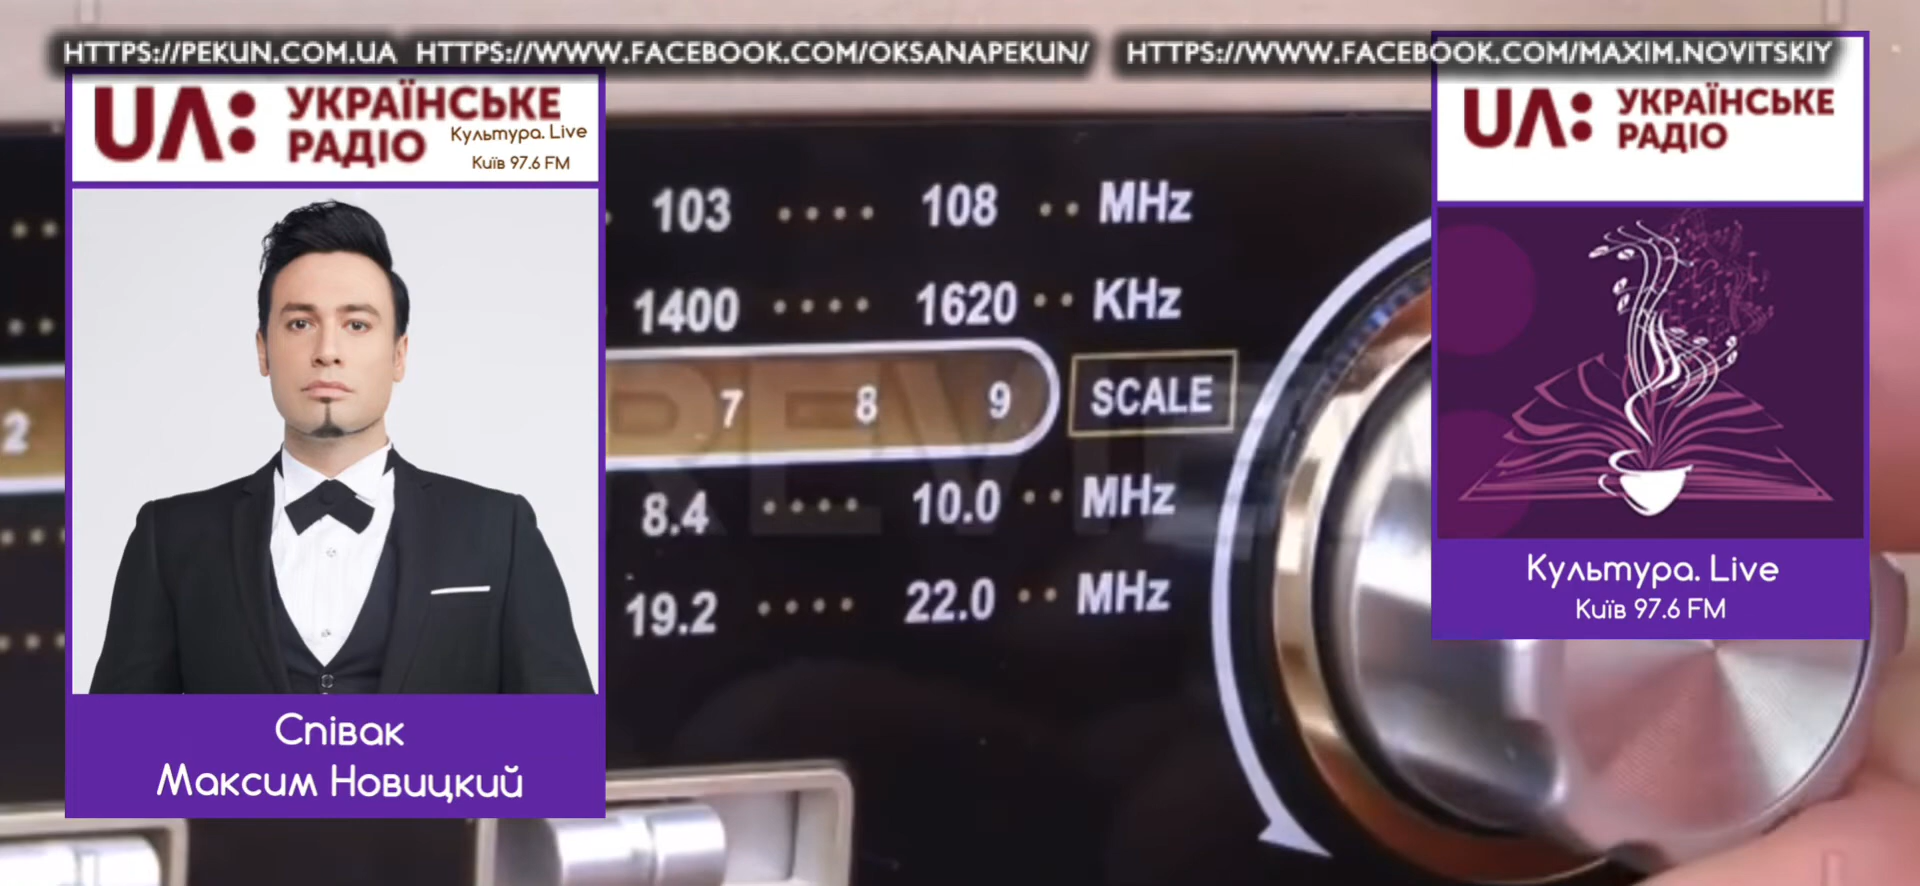 HTTPS://PEKUN.COM.UA HTTPS://WWW.FACEBOOK.COM/OKSANAPEKUN/ HTTPS://WWW.FACEBOOK.COM/MAXIM.NOVITSKIY
UA: УКРАЇНСЬКЕ
РАДІО
Культура. Live
Київ 97.6 FM
Співак
Максим Новицкий
103 .... 108 .. MHz
1400 .... 1620 .. KHz
2 7 8 9 SCALE
REVIE
8.4 .... 10.0 .. MHz
19.2 .... 22.0 .. MHz
UA: УКРАЇНСЬКЕ
РАДІО
Культура. Live
Київ 97.6 FM